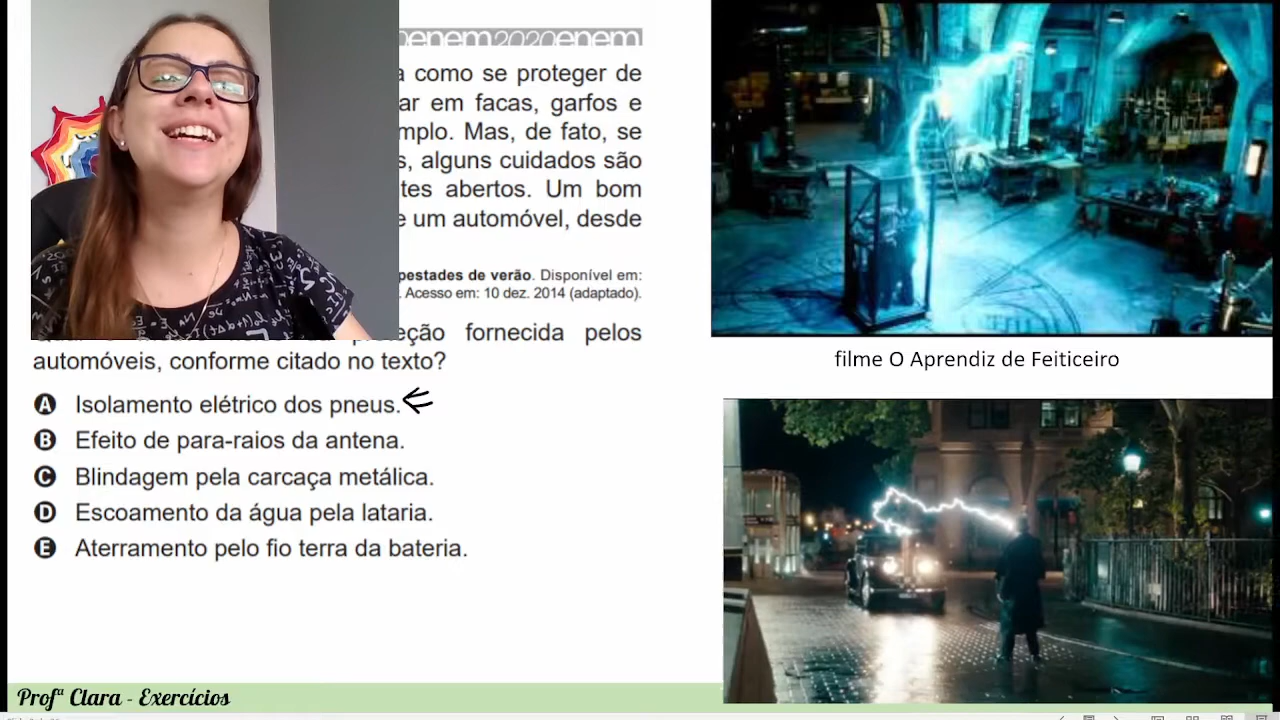 enem2020enem
como se proteger de
ar em facas, garfos e
mplo. Mas, de fato, se
s, alguns cuidados são
tes abertos. Um bom
e um automóvel, desde
pestades de verão. Disponível em:
. Acesso em: 10 dez. 2014 (adaptado).
eção fornecida pelos
automóveis, conforme citado no texto?
A Isolamento elétrico dos pneus.
B Efeito de para-raios da antena.
C Blindagem pela carcaça metálica.
D Escoamento da água pela lataria.
E Aterramento pelo fio terra da bateria.
filme O Aprendiz de Feiticeiro
Profª Clara - Exercícios